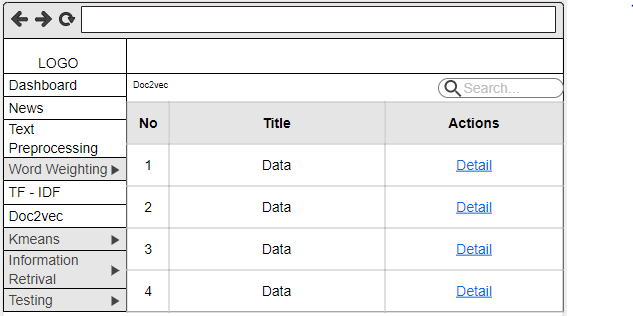 LOGO
Dashboard
News
Text
Preprocessing
Word Weighting
TF - IDF
Doc2vec
Kmeans
Information
Retrival
Testing
Doc2vec
Search...
No Title Actions
1 Data Detail
2 Data Detail
3 Data Detail
4 Data Detail